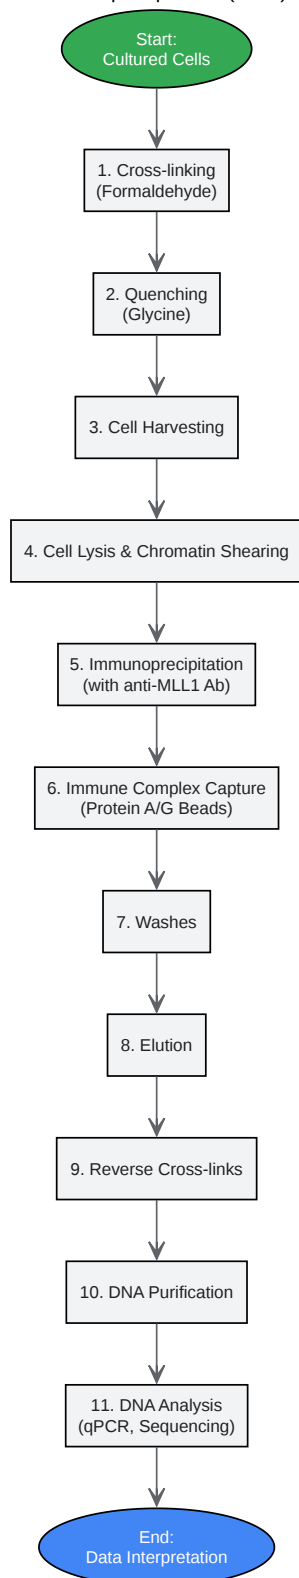 Start:
Cultured Cells
1. Cross-linking
(Formaldehyde)
2. Quenching
(Glycine)
3. Cell Harvesting
4. Cell Lysis & Chromatin Shearing
5. Immunoprecipitation
(with anti-MLL1 Ab)
6. Immune Complex Capture
(Protein A/G Beads)
7. Washes
8. Elution
9. Reverse Cross-links
10. DNA Purification
11. DNA Analysis
(qPCR, Sequencing)
End:
Data Interpretation